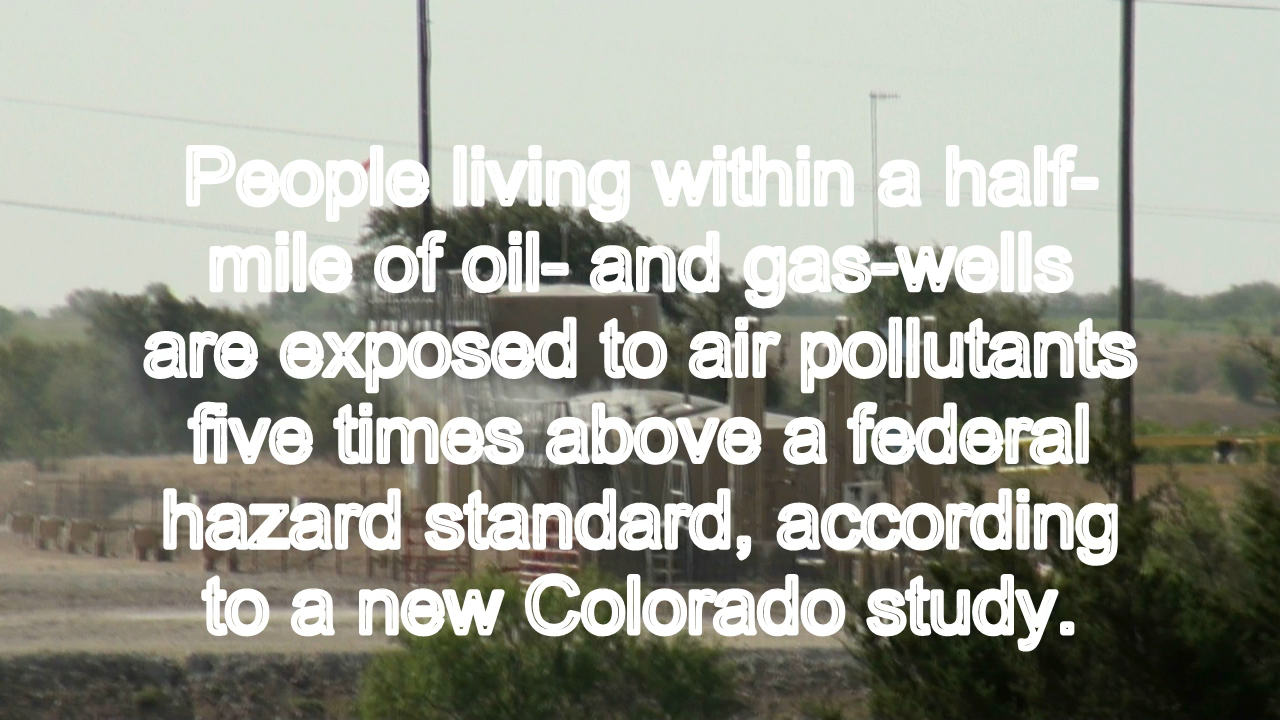 People living within a half-
mile of oil- and gas-wells
are exposed to air pollutants
five times above a federal
hazard standard, according
to a new Colorado study.